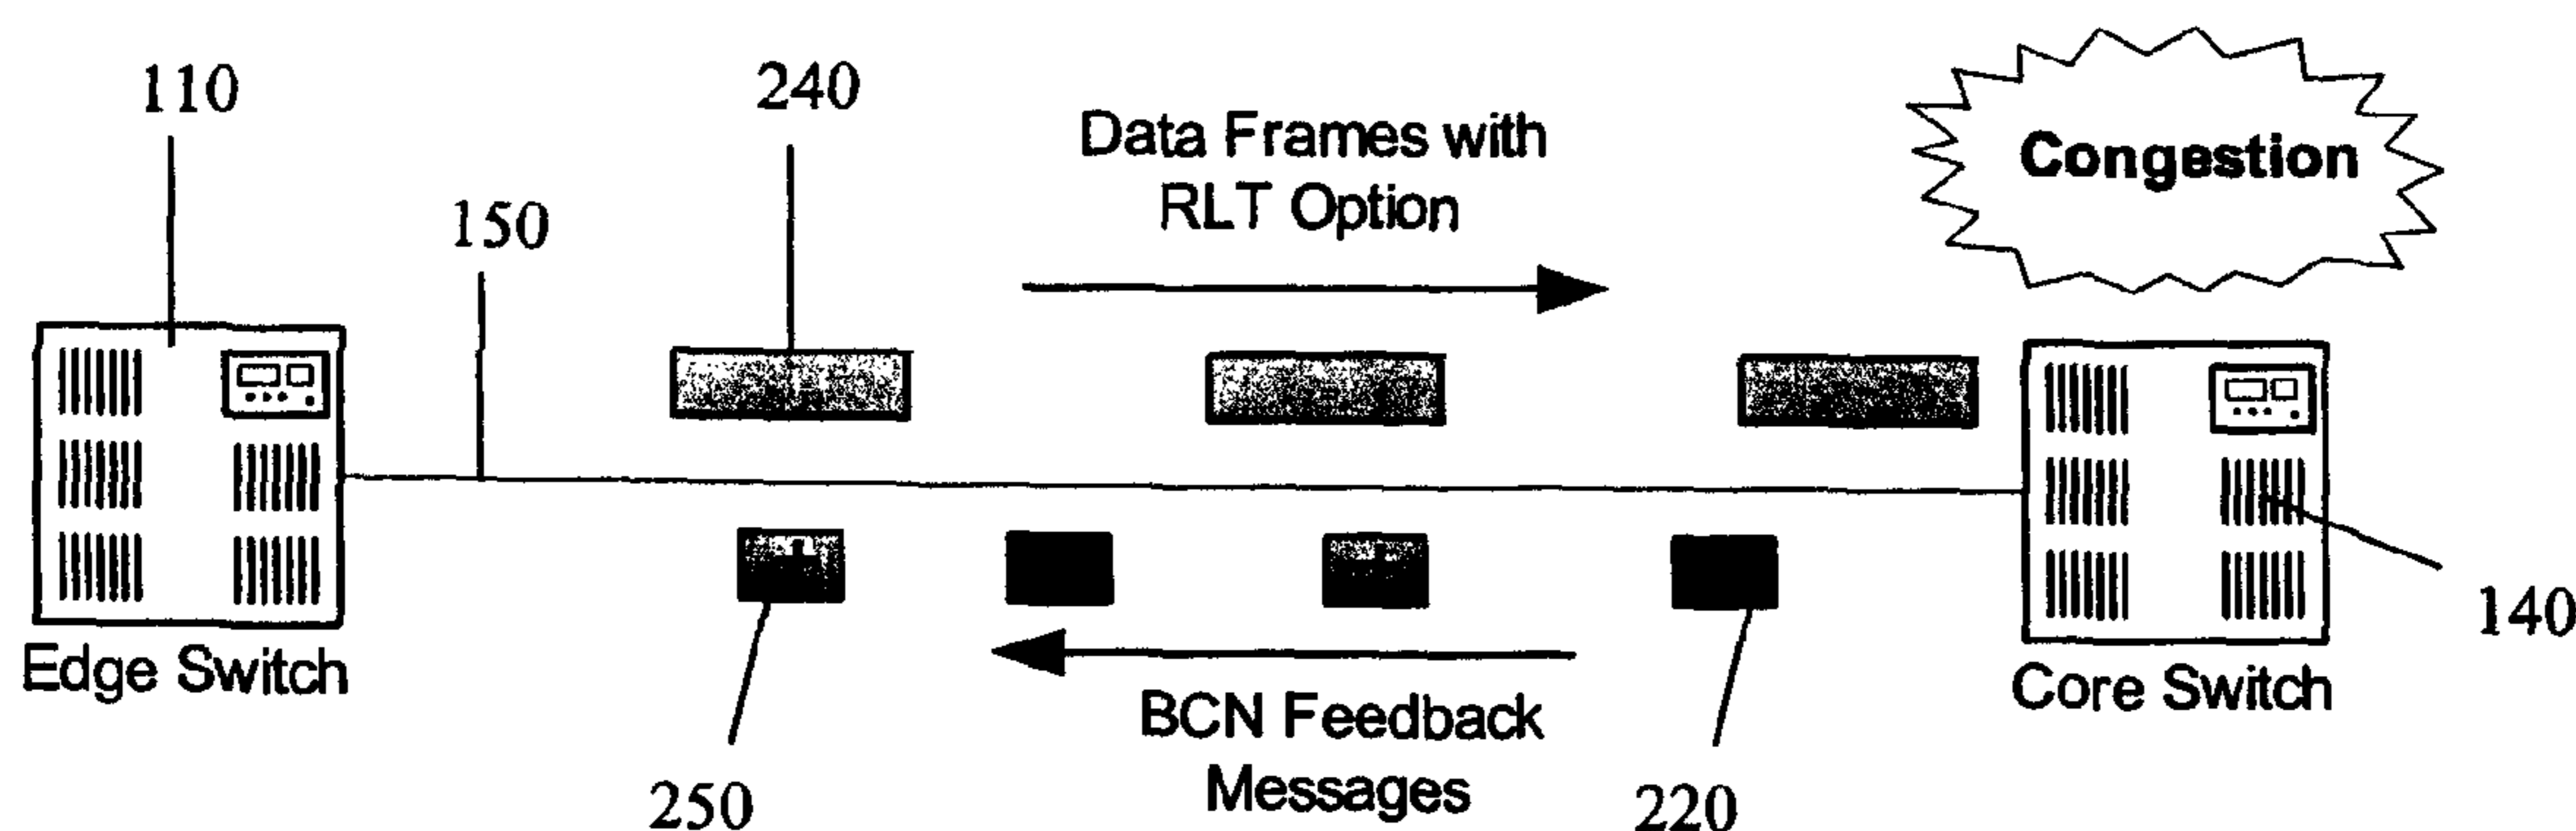 110
240
Data Frames with
RLT Option
Congestion
150
Edge Switch
Core Switch
140
BCN Feedback
Messages
250
220